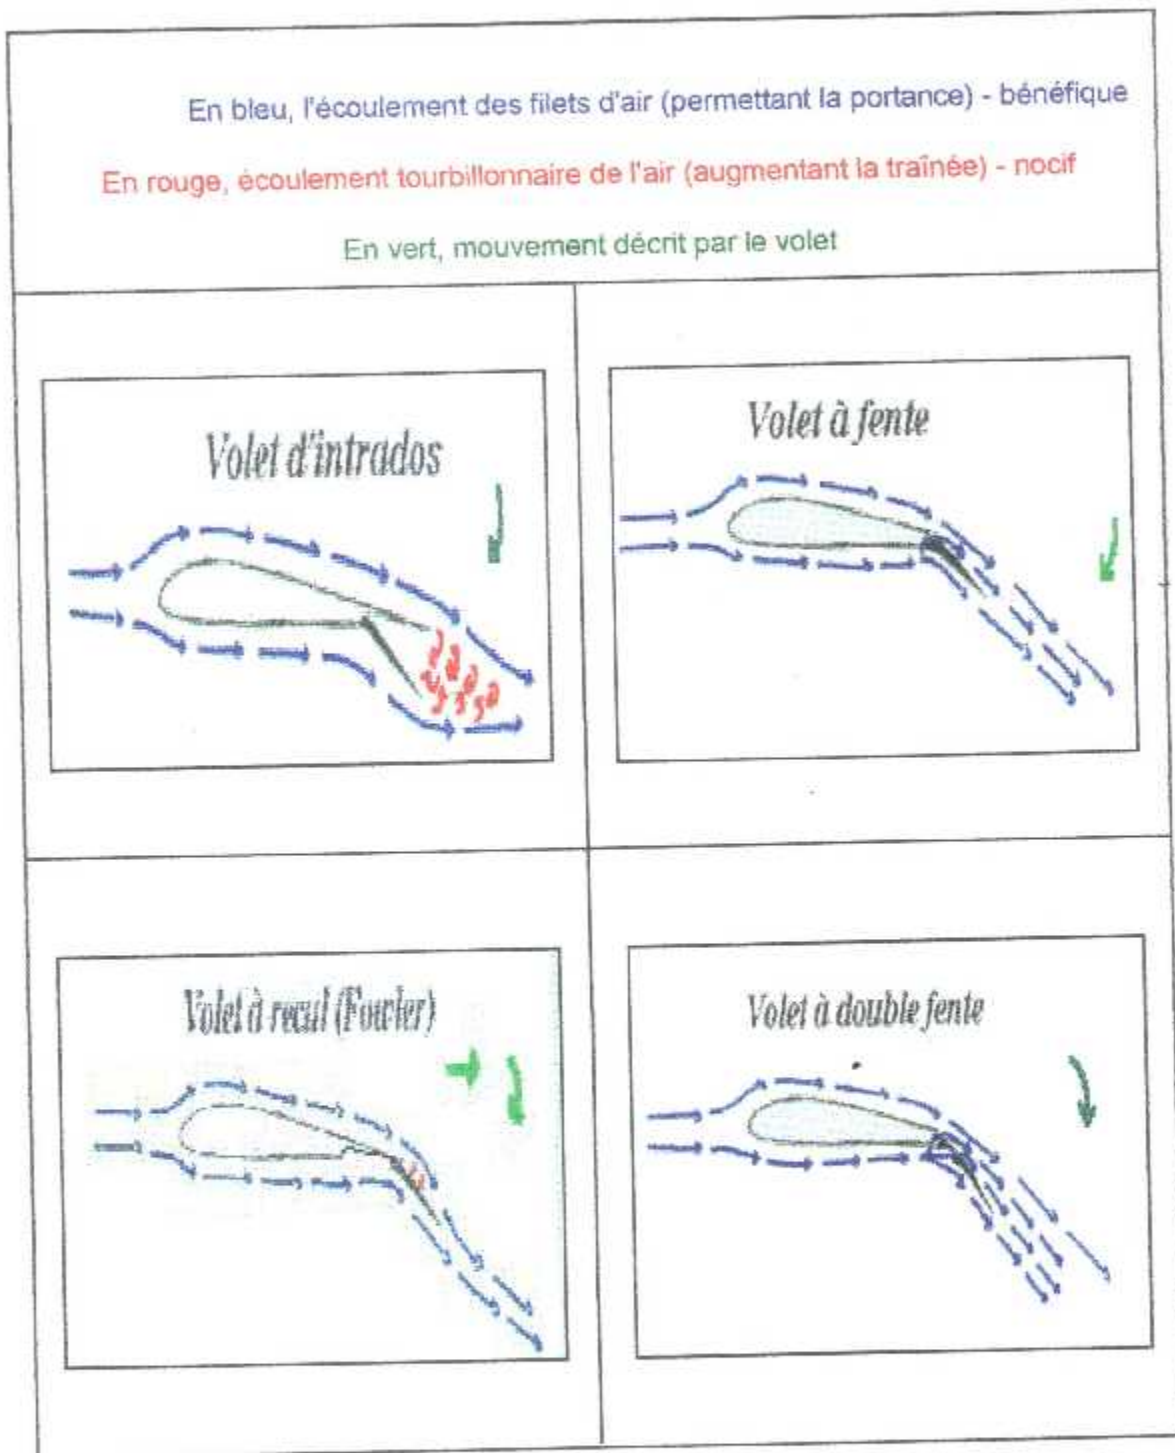 En bleu, l'écoulement des filets d'air (permettant la portance) - bénéfique
En rouge, écoulement tourbillonnaire de l'air (augmentant la traînée) - nocif
En vert, mouvement décrit par le volet
Volet d'intrados
Volet à fente
Volet à recul (Fowler)
Volet à double fente